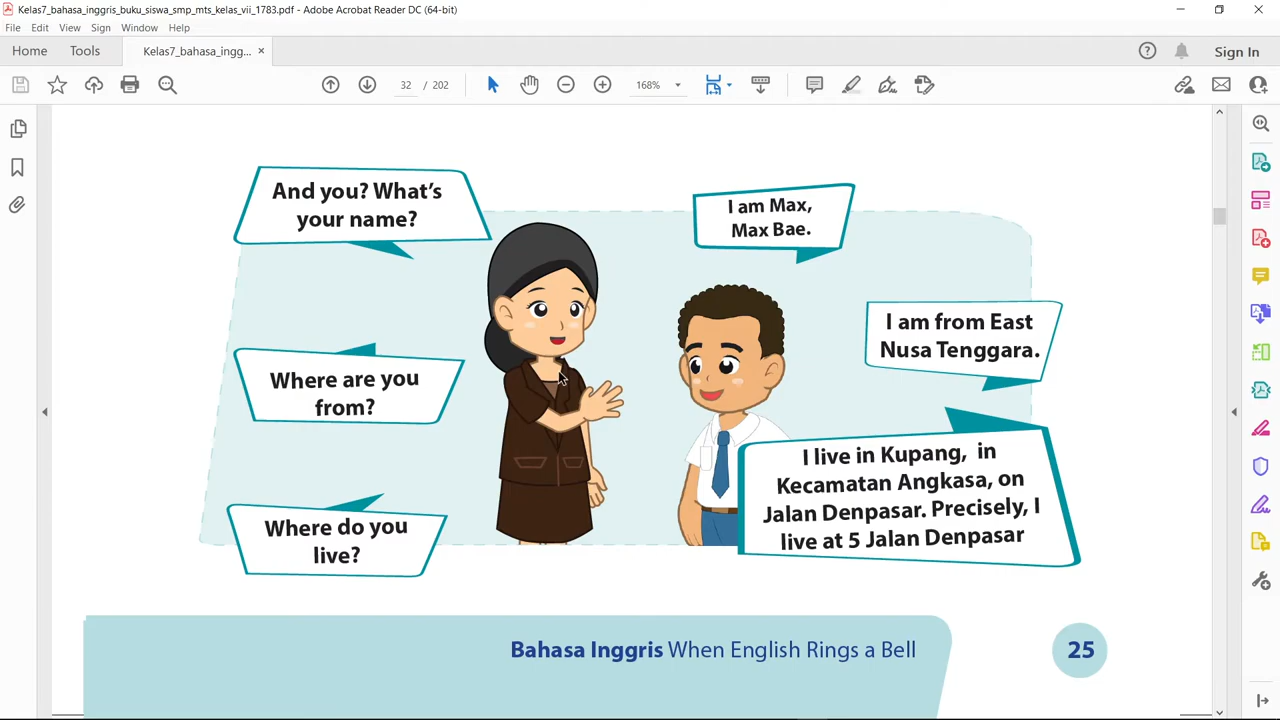 Kelas7_bahasa_inggris_buku_siswa_smp_mts_kelas_vii_1783.pdf - Adobe Acrobat Reader DC (64-bit)
File Edit View Sign Window Help
Home Tools Kelas7_bahasa_ingg... × Sign In
32 / 202 168%
And you? What's
your name?
I am Max,
Max Bae.
Where are you
from?
I am from East
Nusa Tenggara.
Where do you
live?
I live in Kupang, in
Kecamatan Angkasa, on
Jalan Denpasar. Precisely, I
live at 5 Jalan Denpasar
Bahasa Inggris When English Rings a Bell 25